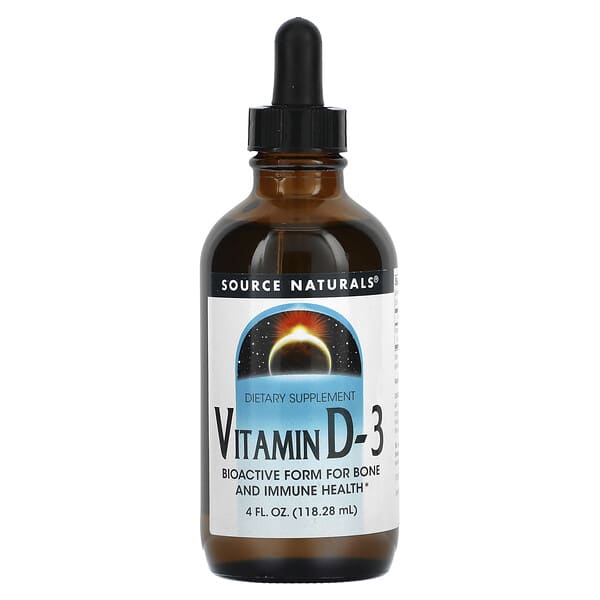 SOURCE NATURALS®
DIETARY SUPPLEMENT
VITAMIN D-3
BIOACTIVE FORM FOR BONE
AND IMMUNE HEALTH*
4 FL. OZ. (118.28 mL)